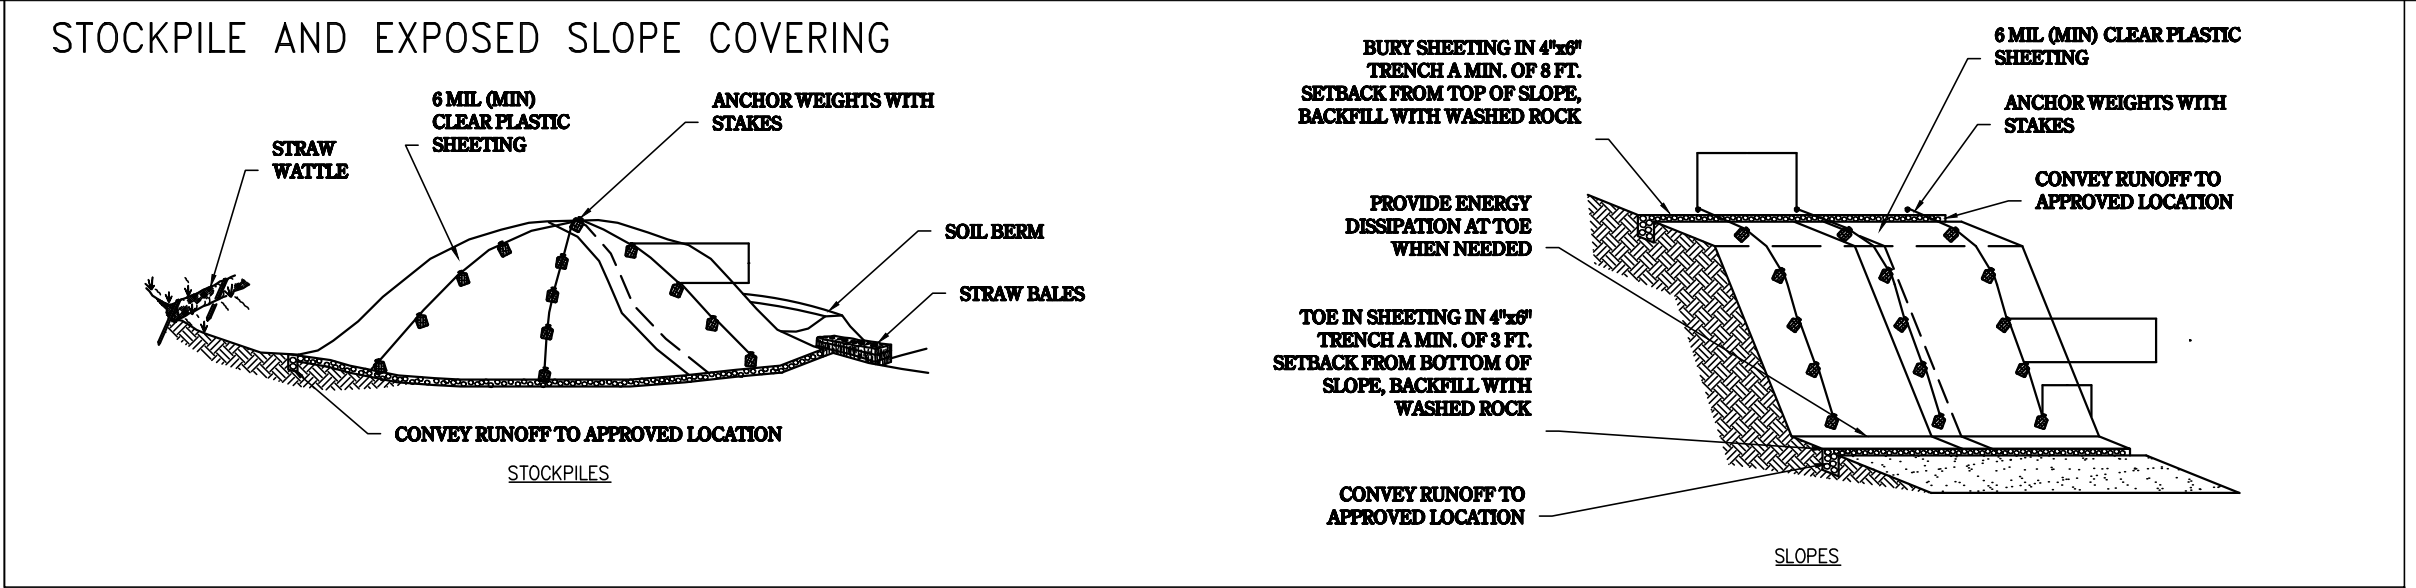 STOCKPILE AND EXPOSED SLOPE COVERING
STRAW
WATTLE
6 MIL (MIN)
CLEAR PLASTIC
SHEETING
ANCHOR WEIGHTS WITH
STAKES
SOIL BERM
STRAW BALES
CONVEY RUNOFF TO APPROVED LOCATION
STOCKPILES
BURY SHEETING IN 4"x6"
TRENCH A MIN. OF 8 FT.
SETBACK FROM TOP OF SLOPE,
BACKFILL WITH WASHED ROCK
PROVIDE ENERGY
DISSIPATION AT TOE
WHEN NEEDED
TOE IN SHEETING IN 4"x6"
TRENCH A MIN. OF 3 FT.
SETBACK FROM BOTTOM OF
SLOPE, BACKFILL WITH
WASHED ROCK
CONVEY RUNOFF TO
APPROVED LOCATION
6 MIL (MIN) CLEAR PLASTIC
SHEETING
ANCHOR WEIGHTS WITH
STAKES
CONVEY RUNOFF TO
APPROVED LOCATION
SLOPES